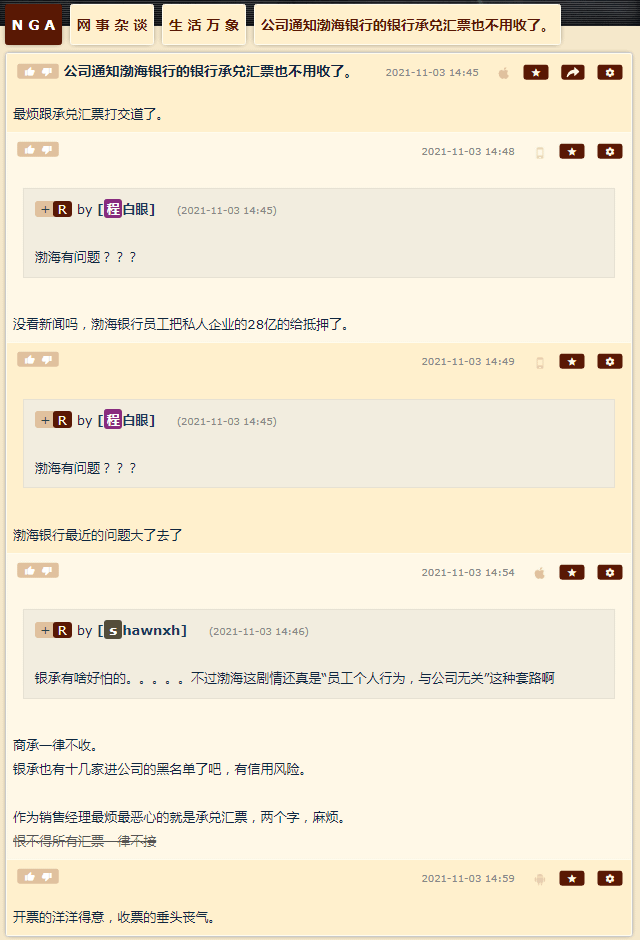 NGA
网事杂谈
生活万象
公司通知渤海银行的银行承兑汇票也不用收了。
公司通知渤海银行的银行承兑汇票也不用收了。 2021-11-03 14:45
最烦跟承兑汇票打交道了。
2021-11-03 14:48
+ R by [程白眼] (2021-11-03 14:45)
渤海有问题？？？
没看新闻吗，渤海银行员工把私人企业的28亿的给抵押了。
2021-11-03 14:49
+ R by [程白眼] (2021-11-03 14:45)
渤海有问题？？？
渤海银行最近的问题大了去了
2021-11-03 14:54
+ R by [shawnxh] (2021-11-03 14:46)
银承有啥好怕的。。。。。不过渤海这剧情还真是“员工个人行为，与公司无关”这种套路啊
商承一律不收。
银承也有十几家进公司的黑名单了吧，有信用风险。
作为销售经理最烦最恶心的就是承兑汇票，两个字，麻烦。
恨不得所有汇票一律不接
2021-11-03 14:59
开票的洋洋得意，收票的垂头丧气。